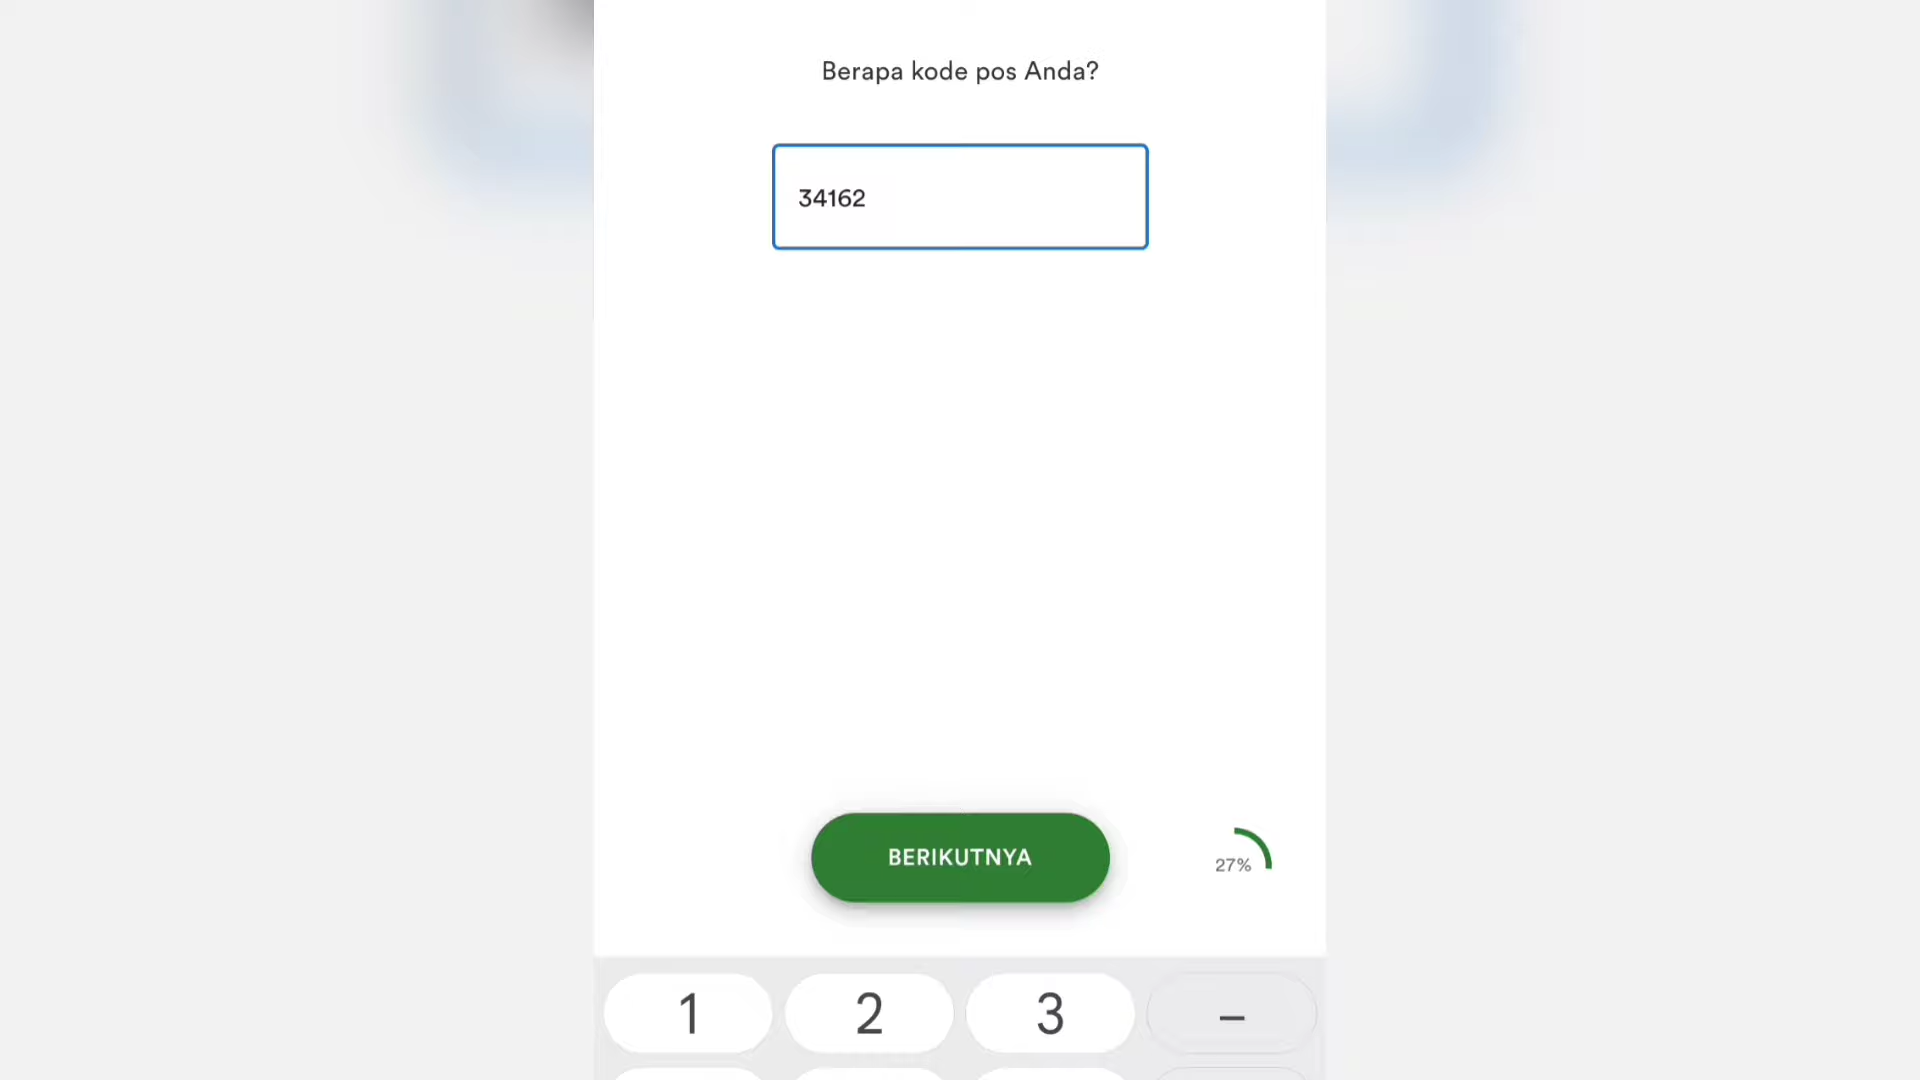 Berapa kode pos Anda?
34162
BERIKUTNYA
27%
1 2 3 –